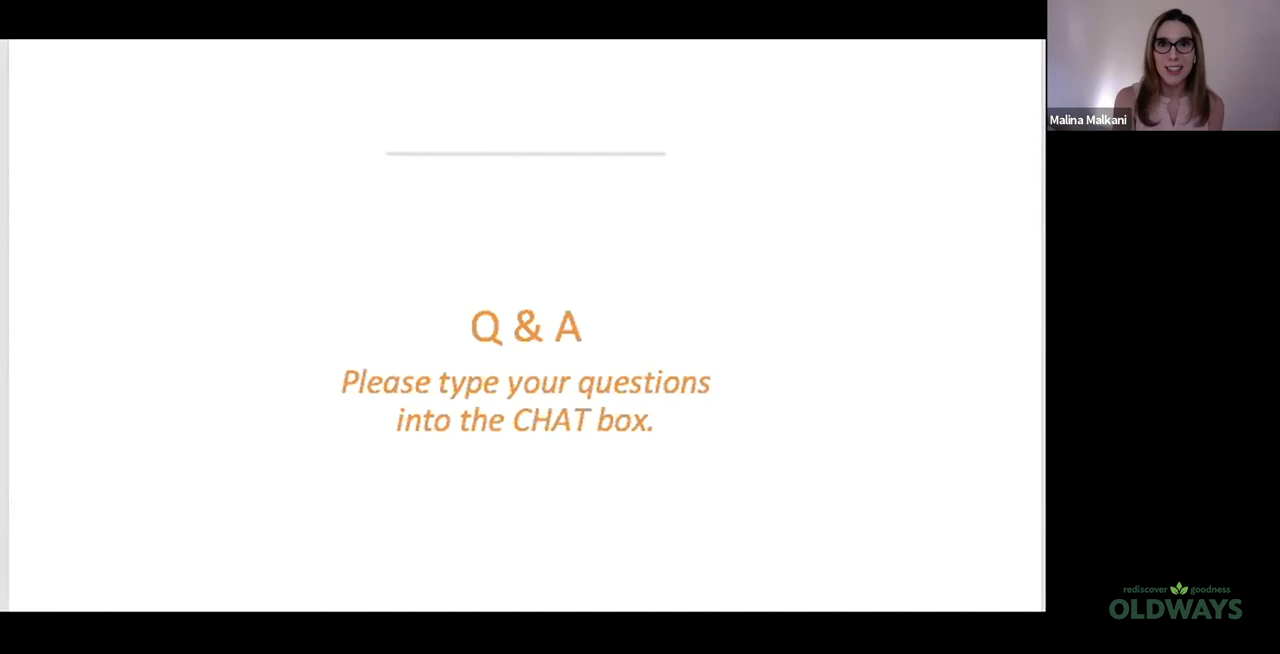 Malina Malkani
Q & A
Please type your questions
into the CHAT box.
rediscover goodness
OLDWAYS